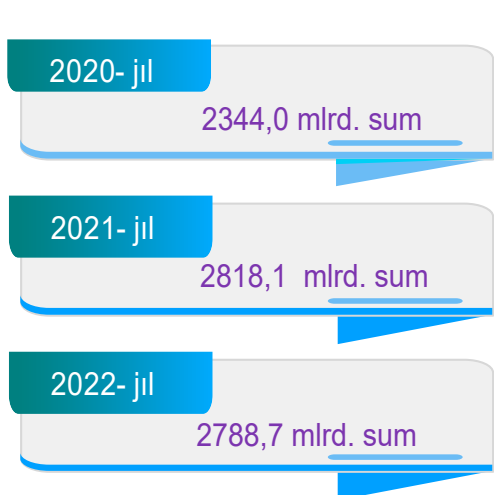 2020- jıl
2344,0 mlrd. sum
2021- jıl
2818,1 mlrd. sum
2022- jıl
2788,7 mlrd. sum